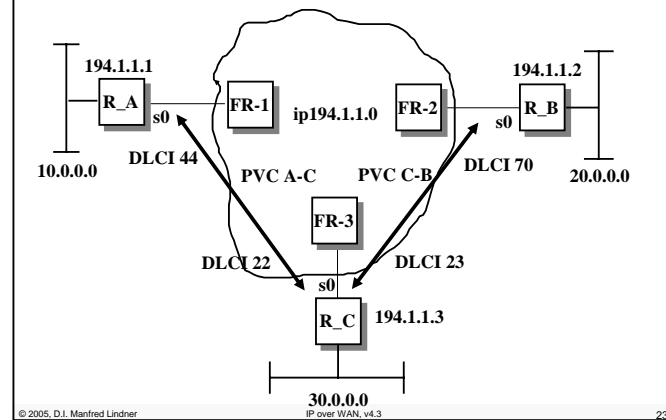 194.1.1.1
194.1.1.2
R_A
FR-1
ip194.1.1.0
FR-2
R_B
s0
s0
DLCI 44
DLCI 70
10.0.0.0
PVC A-C
PVC C-B
20.0.0.0
FR-3
DLCI 22
DLCI 23
s0
R_C
194.1.1.3
30.0.0.0
© 2005, D.I. Manfred Lindner
IP over WAN, v4.3
23